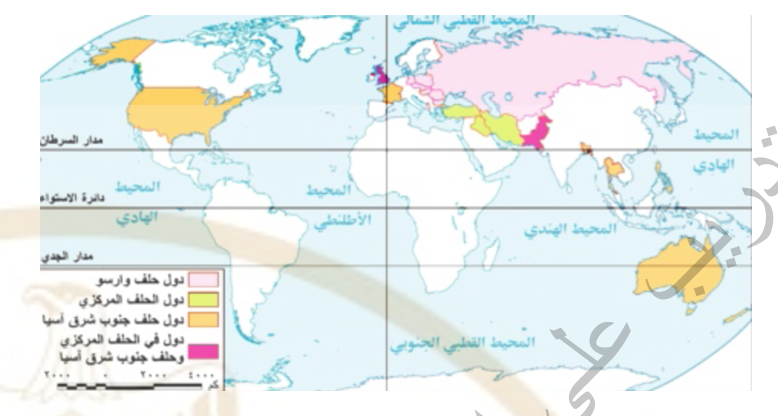 المحيط القطبي الشمالي
مدار السرطان
المحيط
الهادي
دائرة الاستواء
المحيط
الهادي
المحيط
الأطلنطي
المحيط الهندي
مدار الجدي
المحيط القطبي الجنوبي
دول حلف وارسو
دول الحلف المركزي
دول حلف جنوب شرق آسيا
دول في الحلف المركزي
وحلف جنوب شرق آسيا
٢٠٠٠ ٠ ٢٠٠٠ ٤٠٠٠
كم
تدريب على